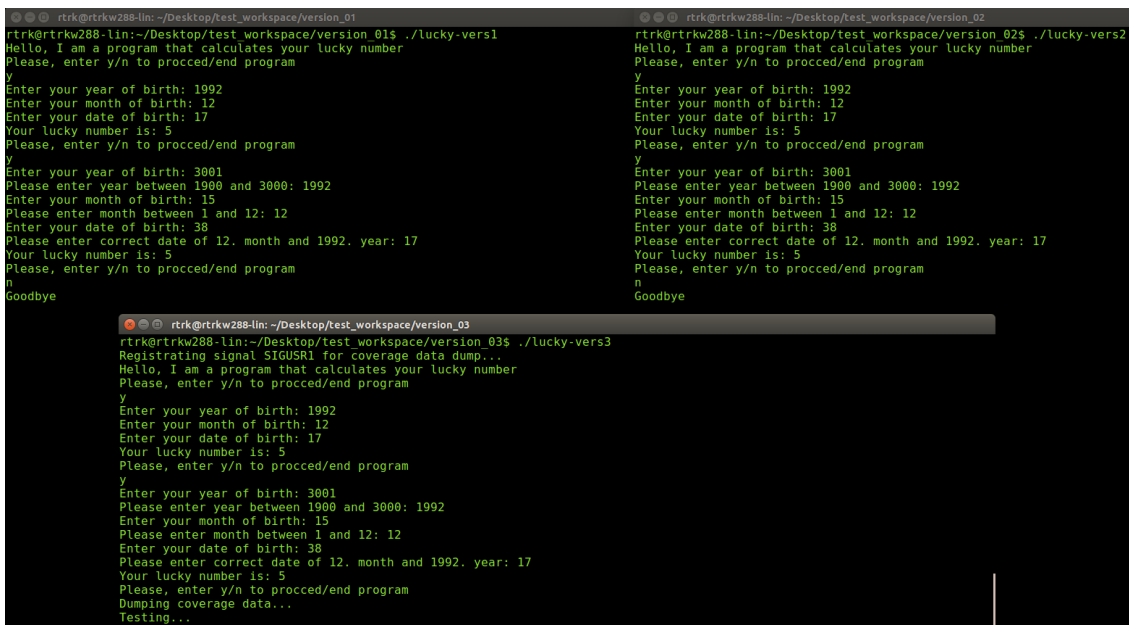 rtrk@rtrkw288-lin: ~/Desktop/test_workspace/version_01
rtrk@rtrkw288-lin:~/Desktop/test_workspace/version_01$ ./lucky-vers1
Hello, I am a program that calculates your lucky number
Please, enter y/n to procced/end program
y
Enter your year of birth: 1992
Enter your month of birth: 12
Enter your date of birth: 17
Your lucky number is: 5
Please, enter y/n to procced/end program
y
Enter your year of birth: 3001
Please enter year between 1900 and 3000: 1992
Enter your month of birth: 15
Please enter month between 1 and 12: 12
Enter your date of birth: 38
Please enter correct date of 12. month and 1992. year: 17
Your lucky number is: 5
Please, enter y/n to procced/end program
n
Goodbye
rtrk@rtrkw288-lin: ~/Desktop/test_workspace/version_02
rtrk@rtrkw288-lin:~/Desktop/test_workspace/version_02$ ./lucky-vers2
Hello, I am a program that calculates your lucky number
Please, enter y/n to procced/end program
y
Enter your year of birth: 1992
Enter your month of birth: 12
Enter your date of birth: 17
Your lucky number is: 5
Please, enter y/n to procced/end program
y
Enter your year of birth: 3001
Please enter year between 1900 and 3000: 1992
Enter your month of birth: 15
Please enter month between 1 and 12: 12
Enter your date of birth: 38
Please enter correct date of 12. month and 1992. year: 17
Your lucky number is: 5
Please, enter y/n to procced/end program
n
Goodbye
rtrk@rtrkw288-lin: ~/Desktop/test_workspace/version_03
rtrk@rtrkw288-lin:~/Desktop/test_workspace/version_03$ ./lucky-vers3
Registrating signal SIGUSR1 for coverage data dump...
Hello, I am a program that calculates your lucky number
Please, enter y/n to procced/end program
y
Enter your year of birth: 1992
Enter your month of birth: 12
Enter your date of birth: 17
Your lucky number is: 5
Please, enter y/n to procced/end program
y
Enter your year of birth: 3001
Please enter year between 1900 and 3000: 1992
Enter your month of birth: 15
Please enter month between 1 and 12: 12
Enter your date of birth: 38
Please enter correct date of 12. month and 1992. year: 17
Your lucky number is: 5
Please, enter y/n to procced/end program
Dumping coverage data...
Testing...